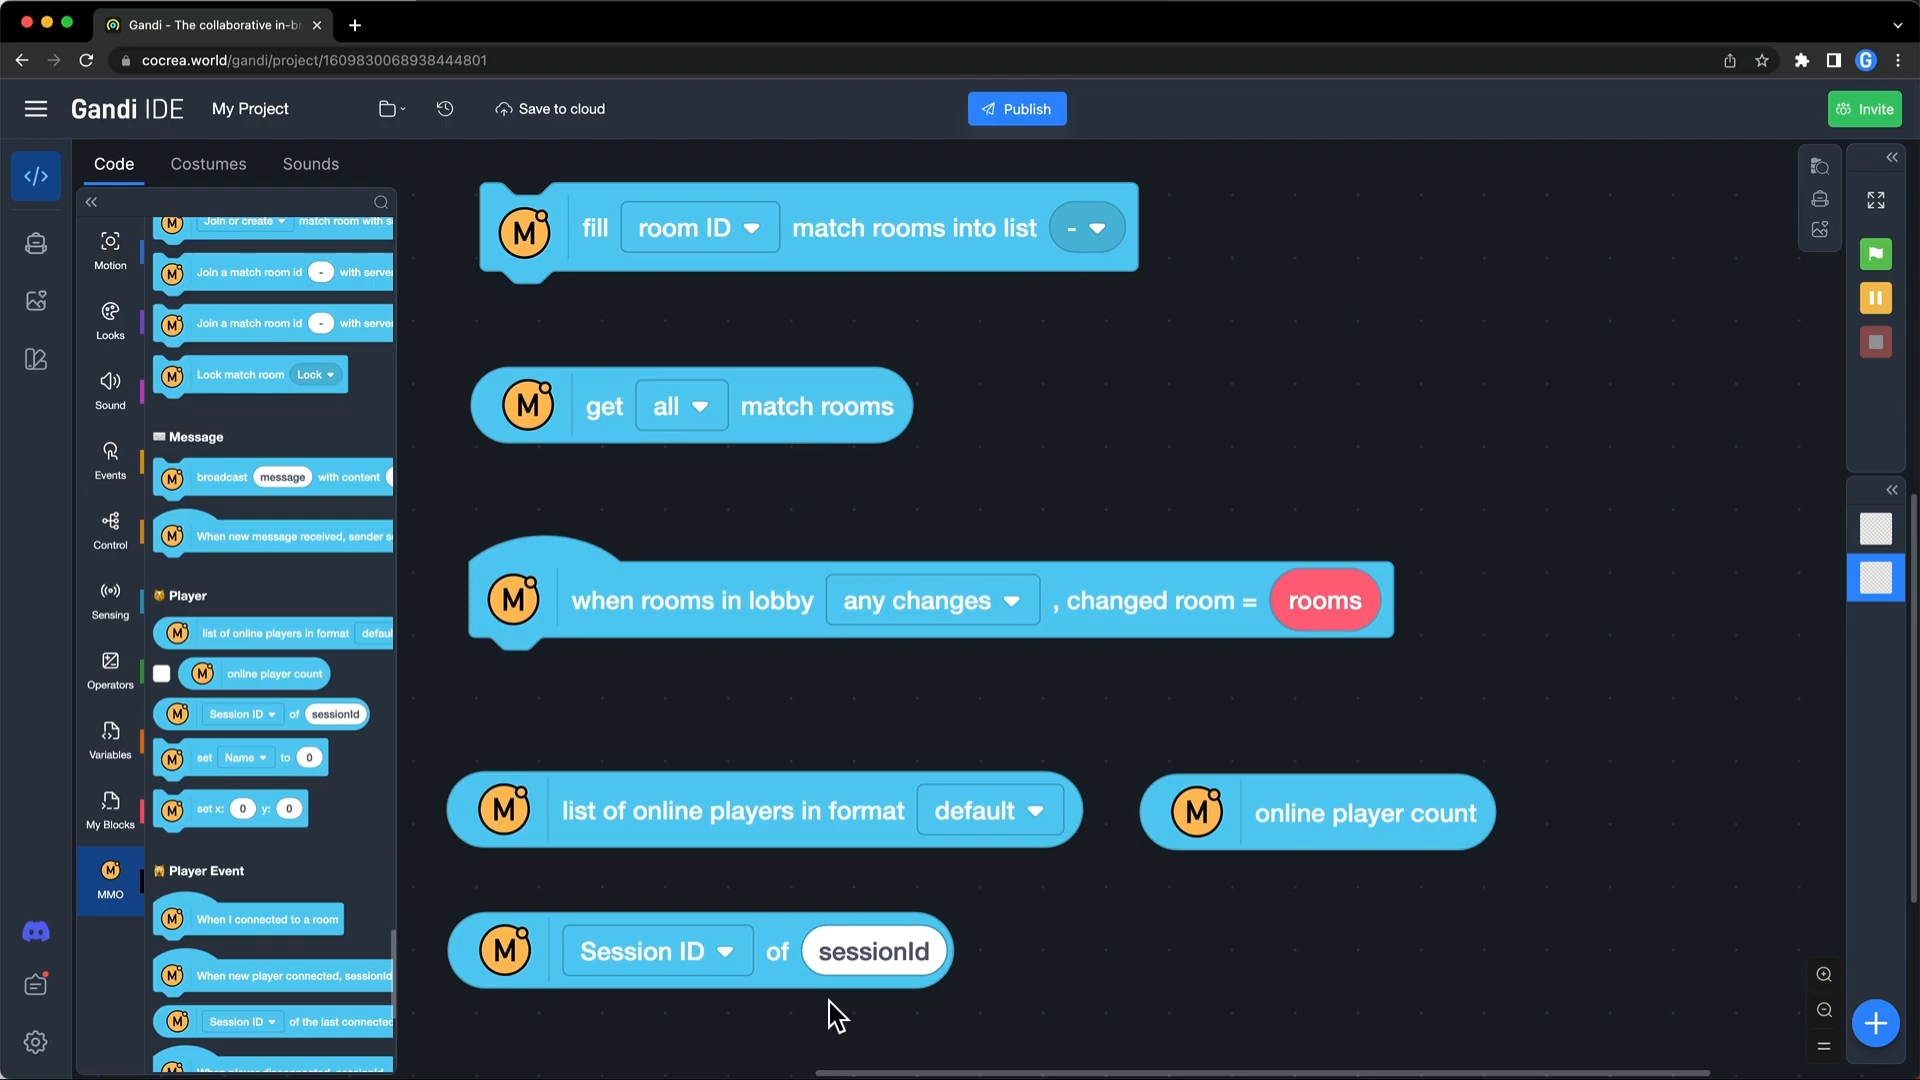 Gandi - The collaborative in-br
cocrea.world/gandi/project/1609830068938444801
G
Gandi IDE
My Project
Save to cloud
Publish
Invite
Code
Costumes
Sounds
Motion
Looks
Sound
Events
Control
Sensing
Operators
Variables
My Blocks
M
MMO
M Join or create match room with s
M Join a match room id - with server
M Join a match room id - with server
M Lock match room Lock
Message
M broadcast message with content
M When new message received, sender s
Player
M list of online players in format defaul
M online player count
M Session ID of sessionId
M set Name to 0
M set x: 0 y: 0
Player Event
M When I connected to a room
M When new player connected, sessionId
M Session ID of the last connected
M fill room ID match rooms into list -
M get all match rooms
M when rooms in lobby any changes , changed room = rooms
M list of online players in format default
M online player count
M Session ID of sessionId